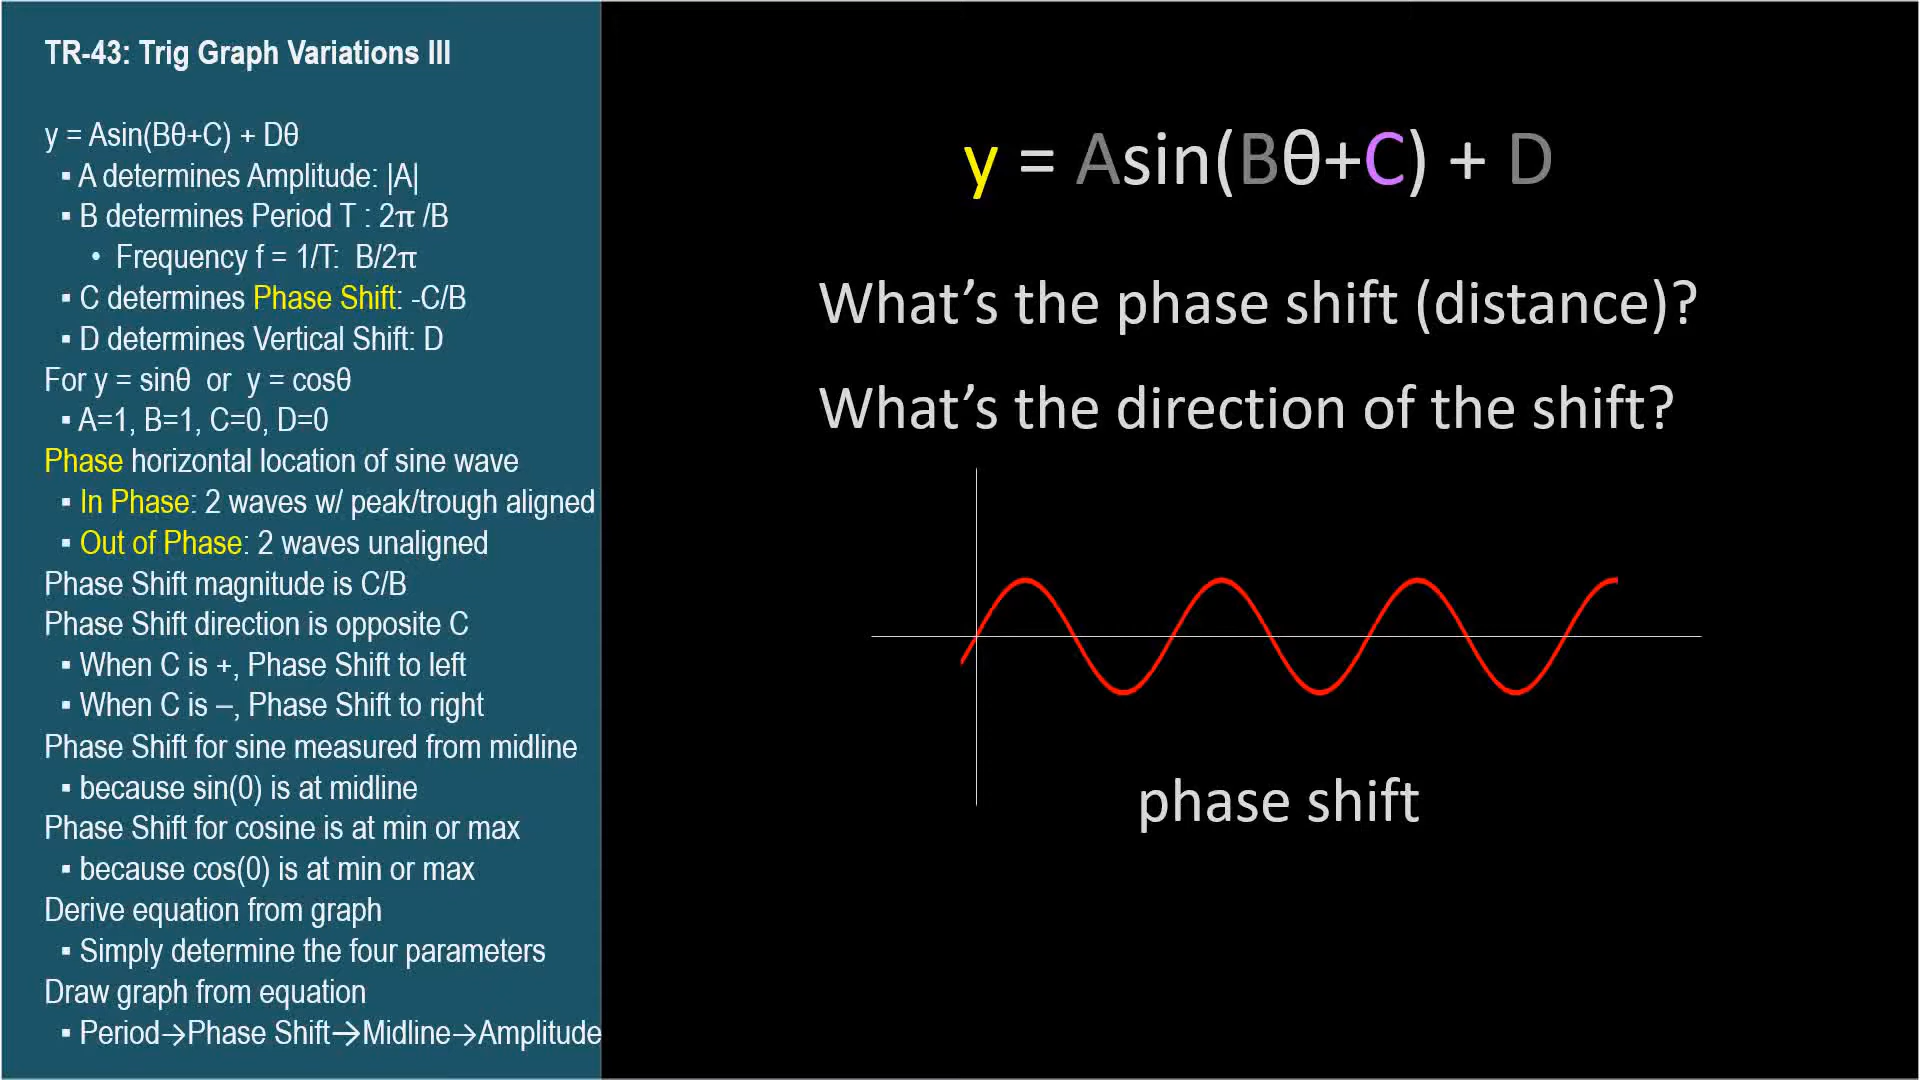 TR-43: Trig Graph Variations III
y = Asin(Bθ+C) + Dθ
▪ A determines Amplitude: |A|
▪ B determines Period T : 2π /B
• Frequency f = 1/T: B/2π
▪ C determines Phase Shift: -C/B
▪ D determines Vertical Shift: D
For y = sinθ or y = cosθ
▪ A=1, B=1, C=0, D=0
Phase horizontal location of sine wave
▪ In Phase: 2 waves w/ peak/trough aligned
▪ Out of Phase: 2 waves unaligned
Phase Shift magnitude is C/B
Phase Shift direction is opposite C
▪ When C is +, Phase Shift to left
▪ When C is –, Phase Shift to right
Phase Shift for sine measured from midline
▪ because sin(0) is at midline
Phase Shift for cosine is at min or max
▪ because cos(0) is at min or max
Derive equation from graph
▪ Simply determine the four parameters
Draw graph from equation
▪ Period→Phase Shift→Midline→Amplitude
y = Asin(Bθ+C) + D
What’s the phase shift (distance)?
What’s the direction of the shift?
phase shift